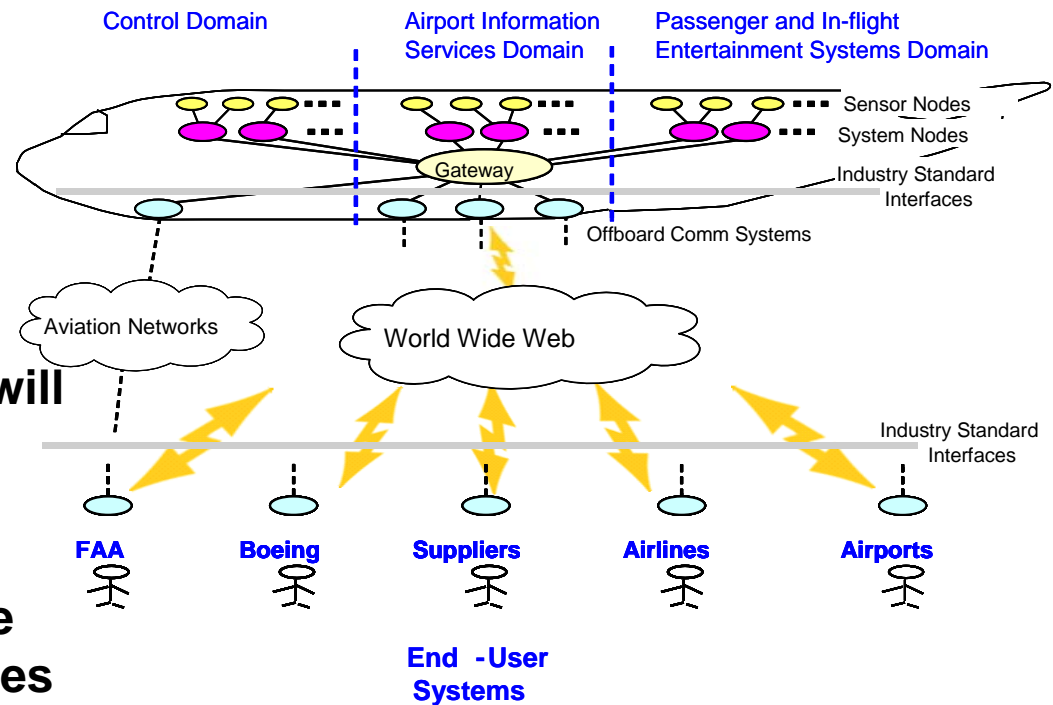 Control Domain
Airport Information
Services Domain
Passenger and In-flight
Entertainment Systems Domain
Sensor Nodes
System Nodes
Gateway
Industry Standard
Interfaces
Offboard Comm Systems
Aviation Networks
World Wide Web
will
Industry Standard
Interfaces
FAA
Boeing
Suppliers
Airlines
Airports
e
es
End -User
Systems